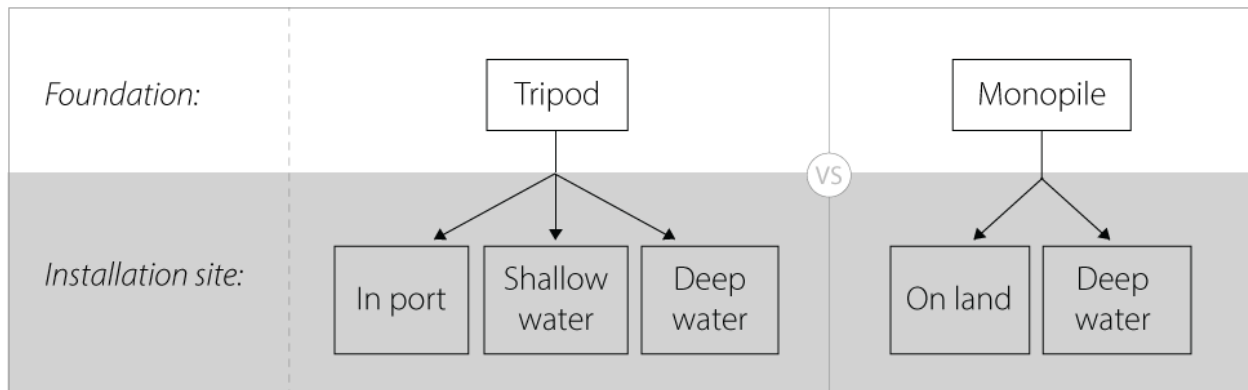 Foundation:
Tripod
Monopile
VS
Installation site:
In port
Shallow
water
Deep
water
On land
Deep
water